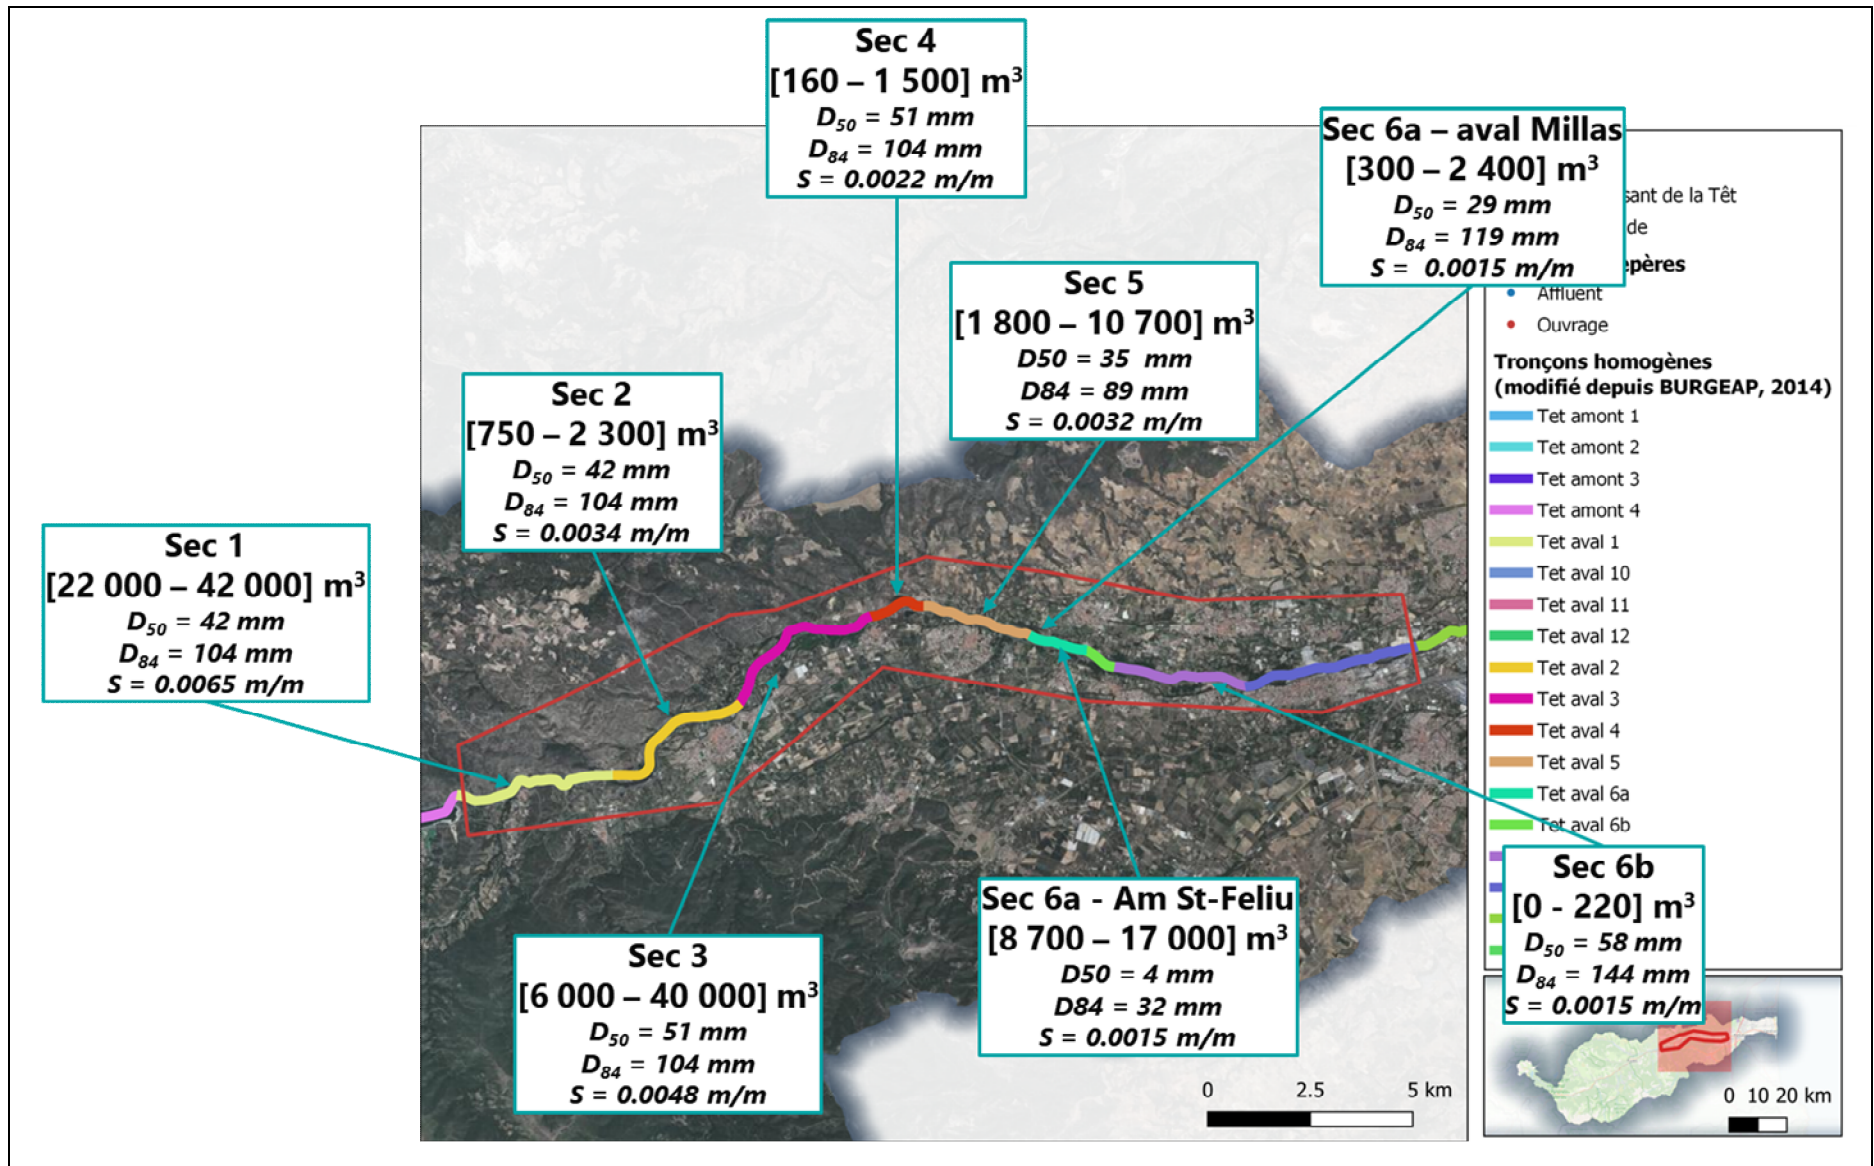 Sec 4
[160 – 1 500] m³
D₅₀ = 51 mm
D₈₄ = 104 mm
S = 0.0022 m/m
Sec 6a – aval Millas
[300 – 2 400] m³
D₅₀ = 29 mm
D₈₄ = 119 mm
S = 0.0015 m/m
Sec 5
[1 800 – 10 700] m³
D50 = 35 mm
D84 = 89 mm
S = 0.0032 m/m
Sec 2
[750 – 2 300] m³
D₅₀ = 42 mm
D₈₄ = 104 mm
S = 0.0034 m/m
Sec 1
[22 000 – 42 000] m³
D₅₀ = 42 mm
D₈₄ = 104 mm
S = 0.0065 m/m
Sec 3
[6 000 – 40 000] m³
D₅₀ = 51 mm
D₈₄ = 104 mm
S = 0.0048 m/m
Sec 6a - Am St-Feliu
[8 700 – 17 000] m³
D50 = 4 mm
D84 = 32 mm
S = 0.0015 m/m
Sec 6b
[0 - 220] m³
D₅₀ = 58 mm
D₈₄ = 144 mm
S = 0.0015 m/m
sant de la Têt
de
epères
Affluent
Ouvrage
Tronçons homogènes
(modifié depuis BURGEAP, 2014)
Tet amont 1
Tet amont 2
Tet amont 3
Tet amont 4
Tet aval 1
Tet aval 10
Tet aval 11
Tet aval 12
Tet aval 2
Tet aval 3
Tet aval 4
Tet aval 5
Tet aval 6a
Tet aval 6b
0 2.5 5 km
0 10 20 km